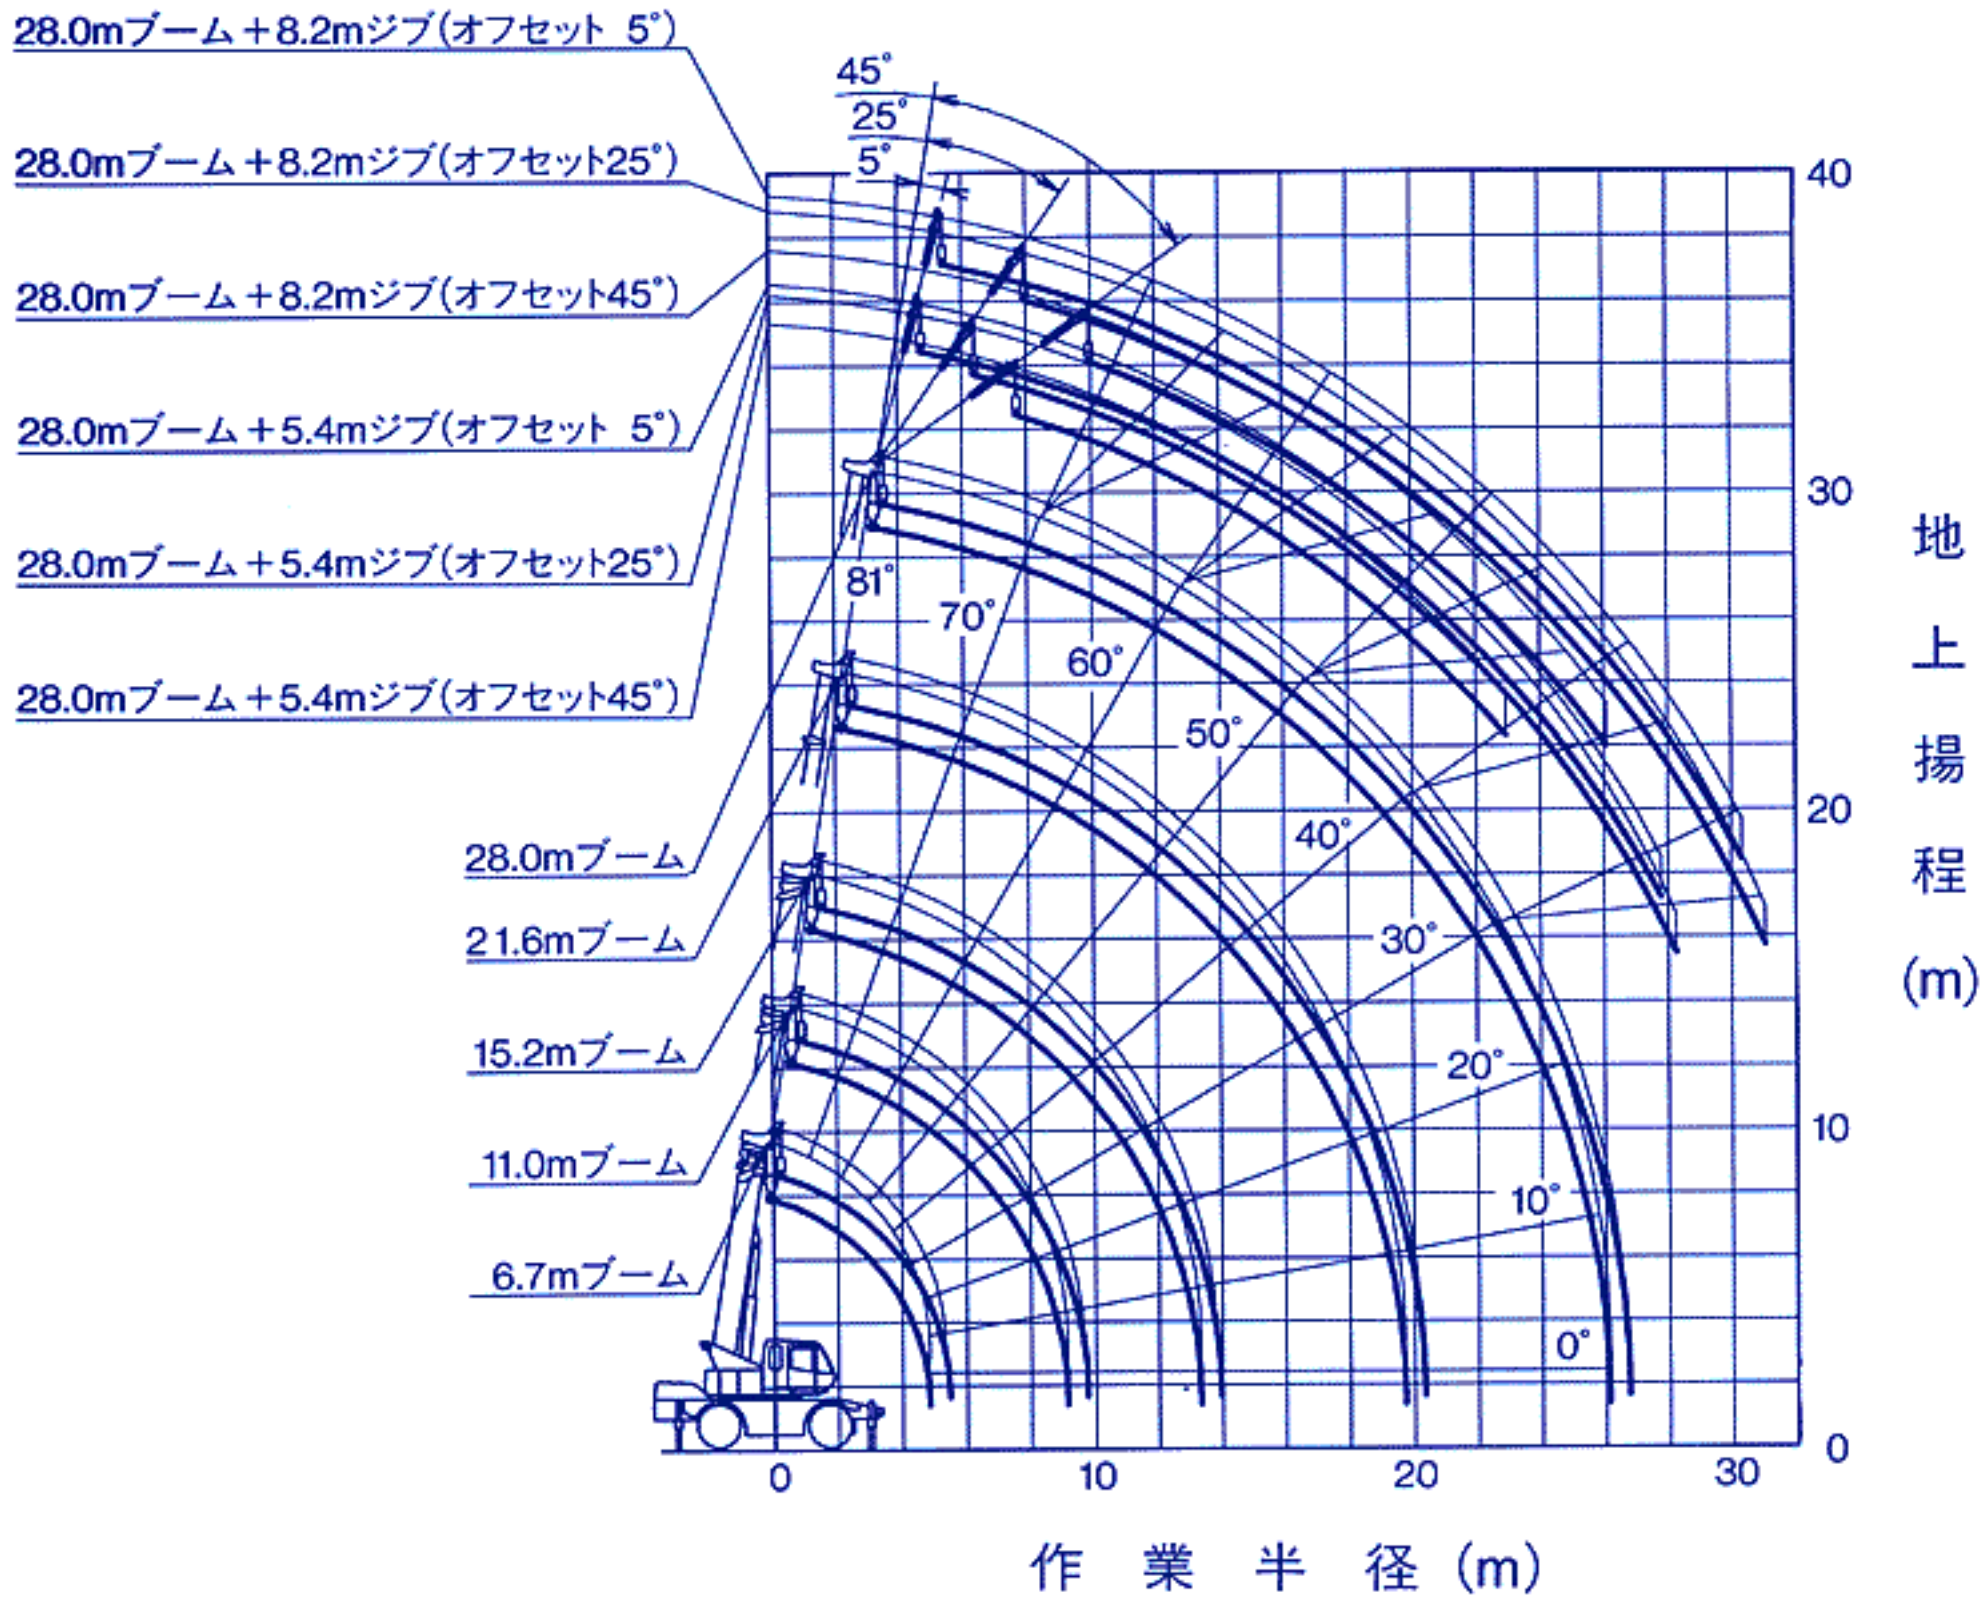 28.0mブーム+8.2mジブ(オフセット 5°)
28.0mブーム+8.2mジブ(オフセット25°)
28.0mブーム+8.2mジブ(オフセット45°)
28.0mブーム+5.4mジブ(オフセット 5°)
28.0mブーム+5.4mジブ(オフセット25°)
28.0mブーム+5.4mジブ(オフセット45°)
28.0mブーム
21.6mブーム
15.2mブーム
11.0mブーム
6.7mブーム
45°
25°
5°
81°
70°
60°
50°
40°
30°
20°
10°
0°
40
30
20
10
0
地上揚程(m)
0 10 20 30
作業半径(m)